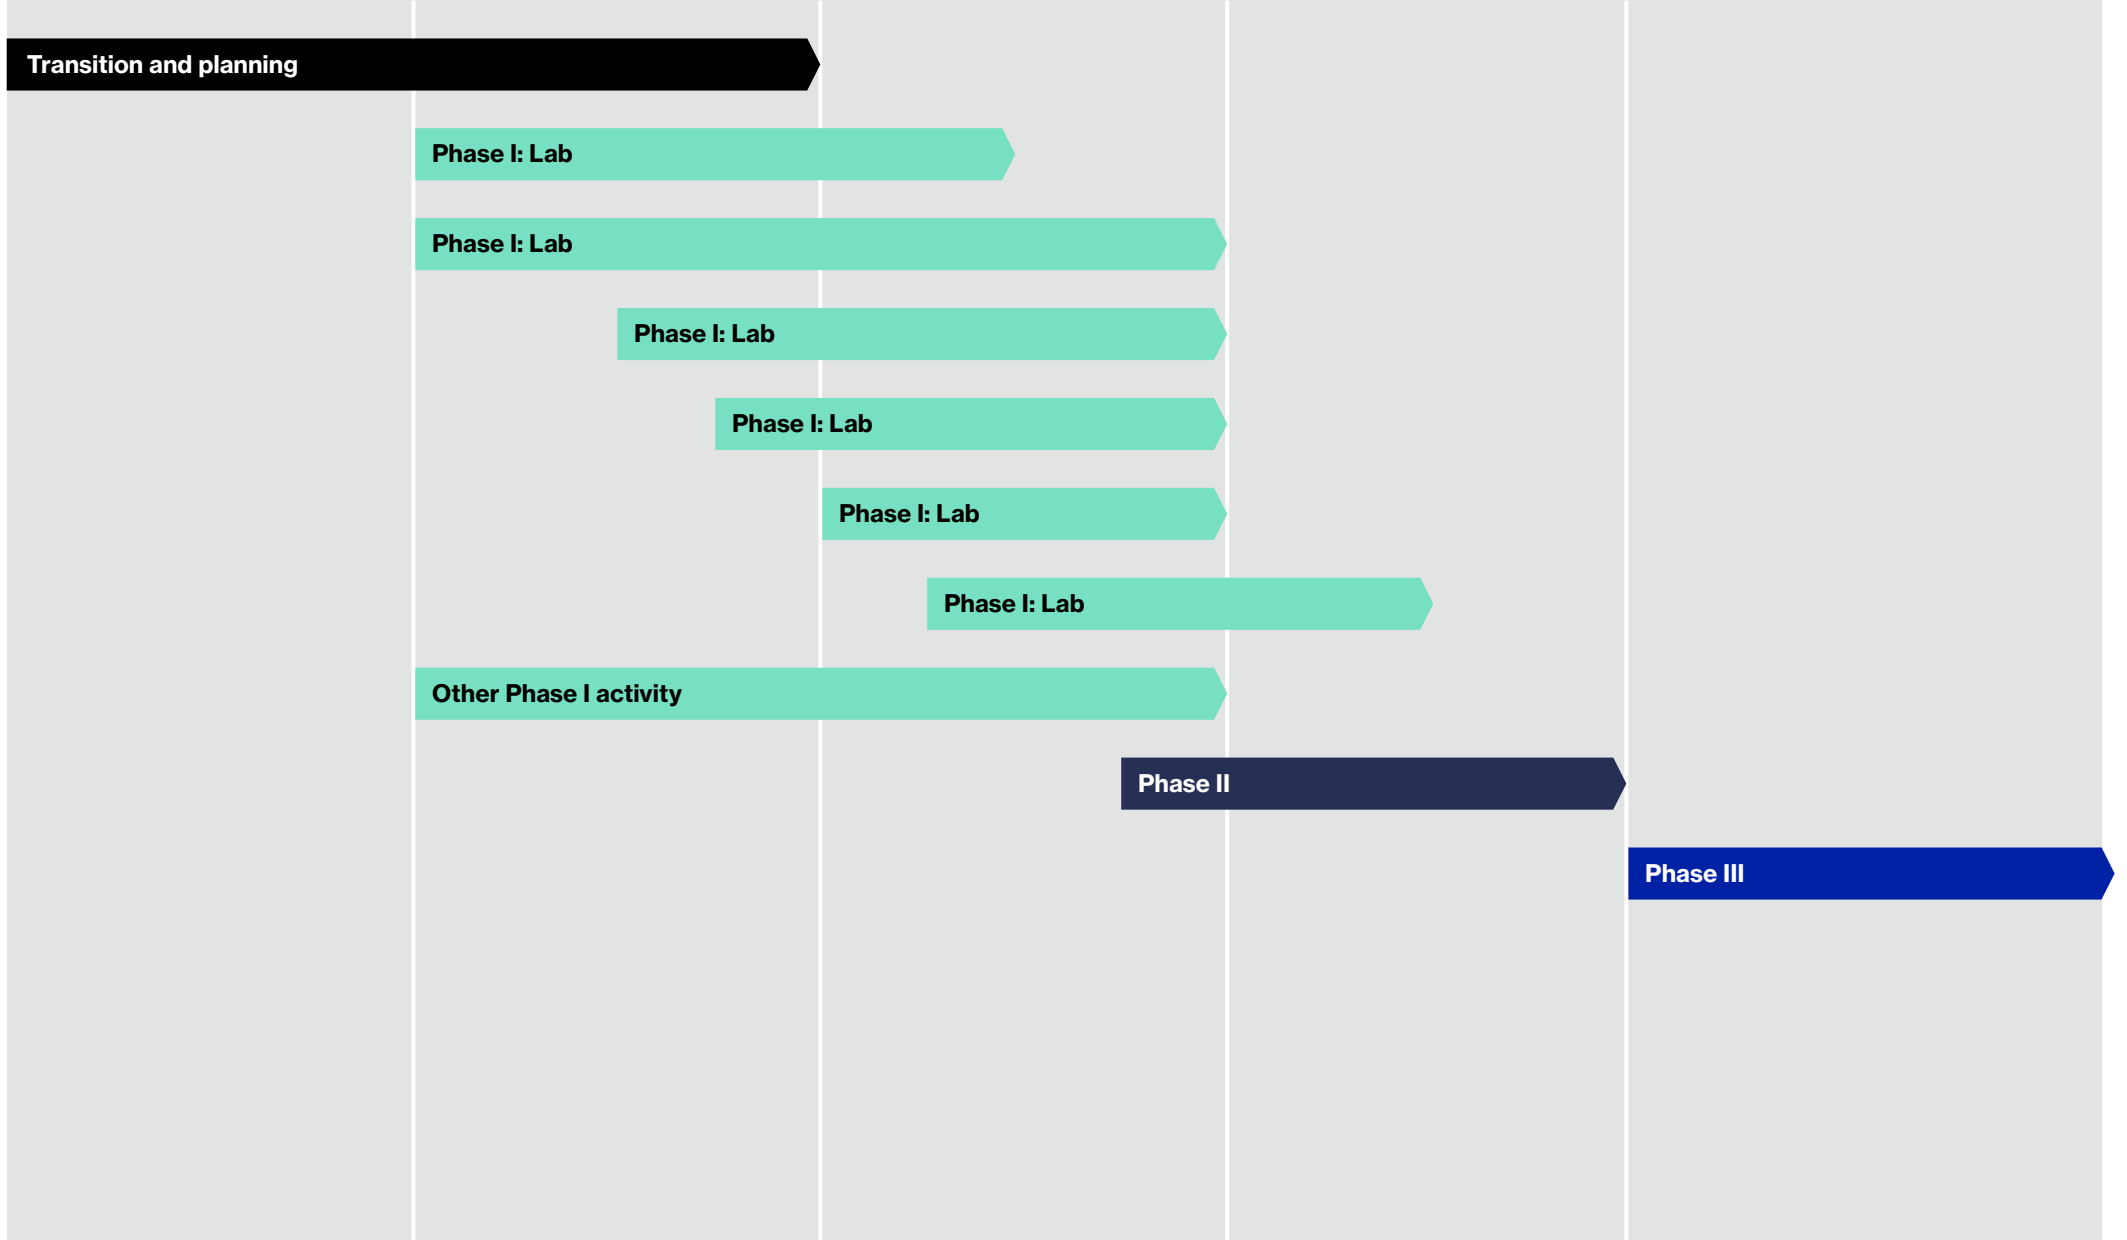 Transition and planning
Phase I: Lab
Phase I: Lab
Phase I: Lab
Phase I: Lab
Phase I: Lab
Phase I: Lab
Other Phase I activity
Phase II
Phase III